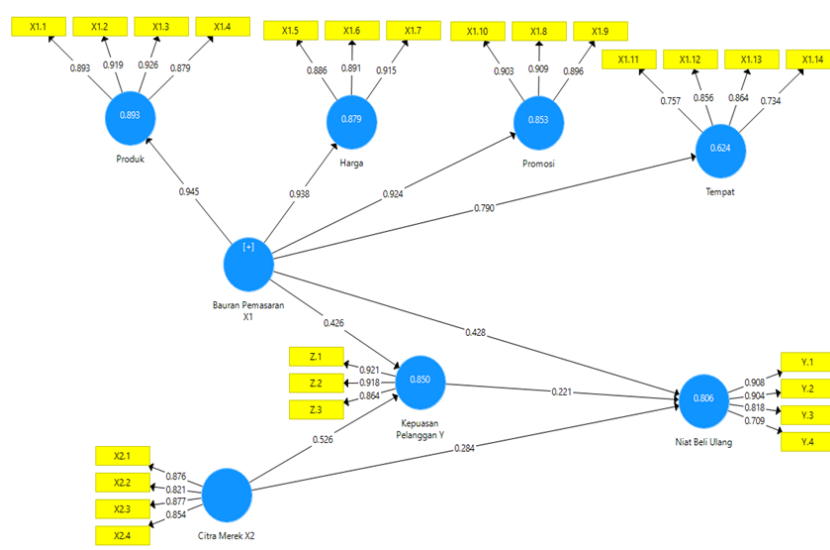 X1.1 X1.2 X1.3 X1.4
X1.5 X1.6 X1.7
X1.10 X1.8 X1.9
X1.11 X1.12 X1.13 X1.14
0.893 0.919 0.926 0.879
0.886 0.891 0.915
0.903 0.909 0.896
0.757 0.856 0.864 0.734
0.893
0.879
0.853
0.624
Produk
Harga
Promosi
Tempat
0.945
0.938
0.924
0.790
[+]
Bauran Pemasaran
X1
0.426
0.428
Z.1
Z.2
Z.3
0.921
0.918
0.864
0.850
Kepuasan
Pelanggan Y
0.221
0.806
Niat Beli Ulang
0.908
0.904
0.818
0.709
Y.1
Y.2
Y.3
Y.4
0.526
0.284
X2.1
X2.2
X2.3
X2.4
0.876
0.821
0.877
0.854
Citra Merek X2